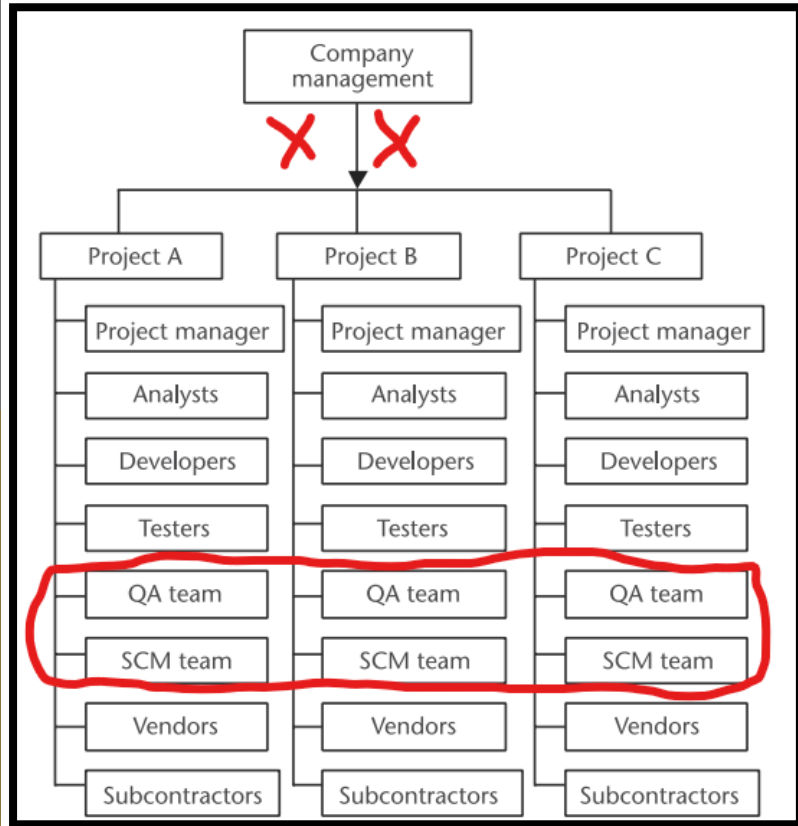 Company
management
Project A
Project B
Project C
Project manager
Project manager
Project manager
Analysts
Analysts
Analysts
Developers
Developers
Developers
Testers
Testers
Testers
QA team
QA team
QA team
SCM team
SCM team
SCM team
Vendors
Vendors
Vendors
Subcontractors
Subcontractors
Subcontractors